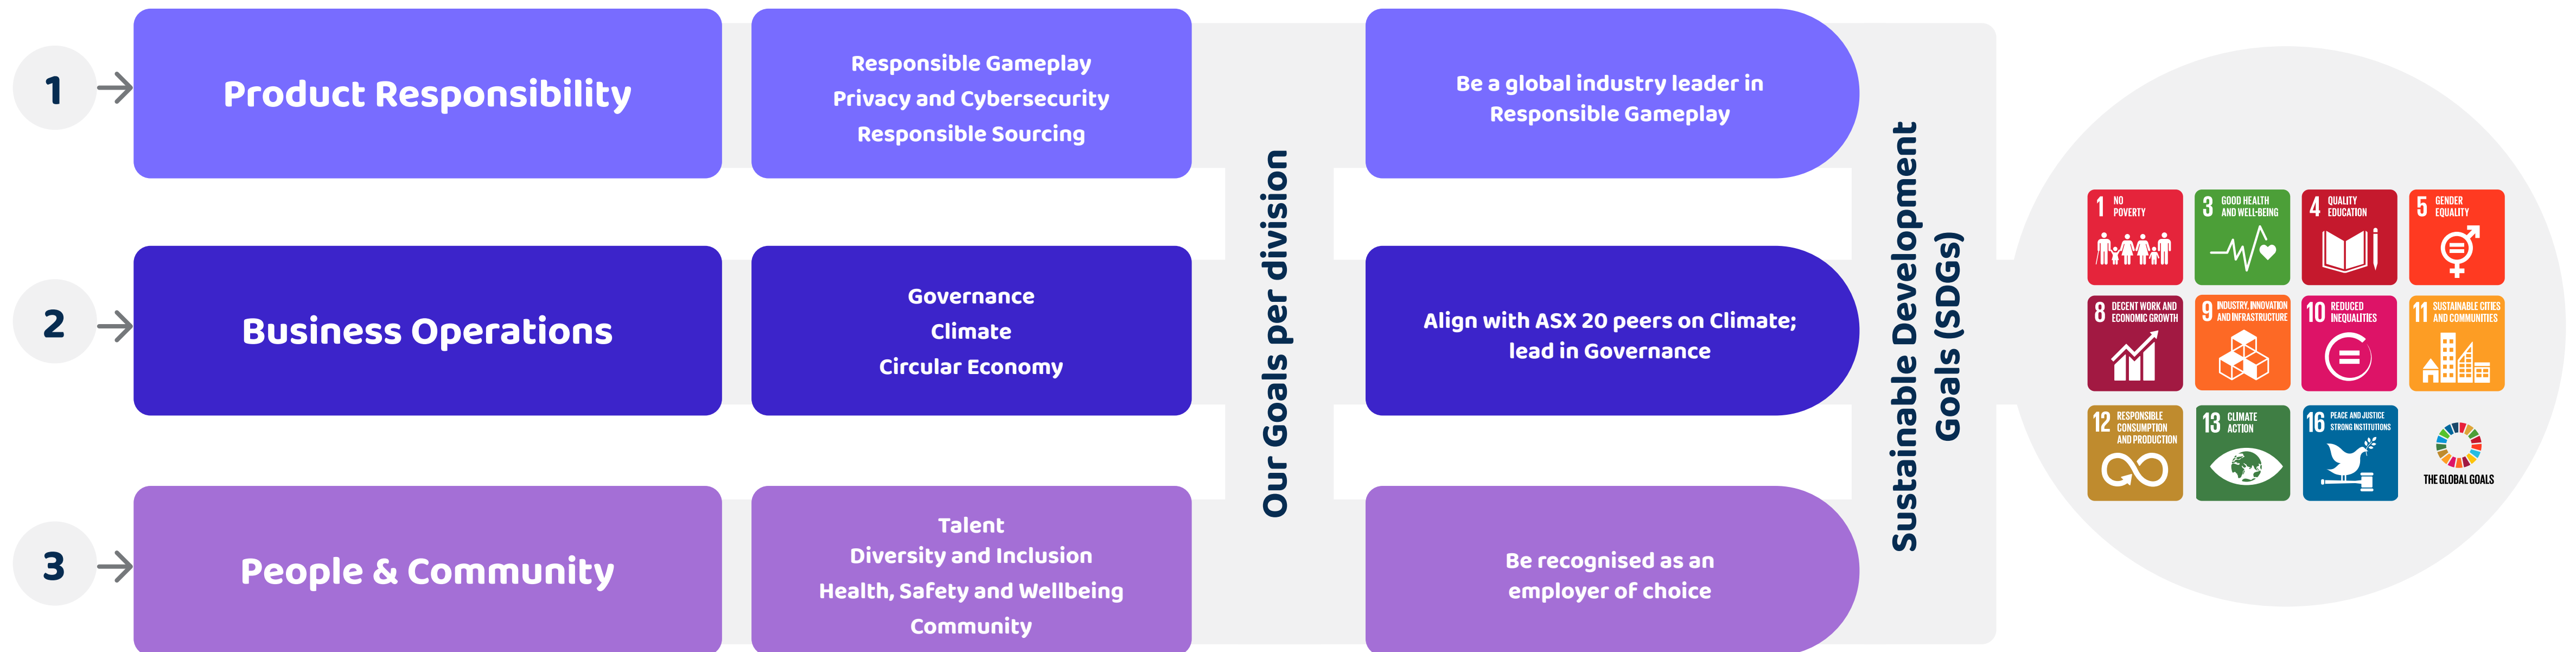 1
Product Responsibility
Responsible Gameplay
Privacy and Cybersecurity
Responsible Sourcing
Be a global industry leader in
Responsible Gameplay
2
Business Operations
Governance
Climate
Circular Economy
Align with ASX 20 peers on Climate;
lead in Governance
3
People & Community
Talent
Diversity and Inclusion
Health, Safety and Wellbeing
Community
Be recognised as an
employer of choice
Our Goals per division
Sustainable Development
Goals (SDGs)
1 NO
POVERTY
3 GOOD HEALTH
AND WELL-BEING
4 QUALITY
EDUCATION
5 GENDER
EQUALITY
8 DECENT WORK AND
ECONOMIC GROWTH
9 INDUSTRY, INNOVATION
AND INFRASTRUCTURE
10 REDUCED
INEQUALITIES
11 SUSTAINABLE CITIES
AND COMMUNITIES
12 RESPONSIBLE
CONSUMPTION
AND PRODUCTION
13 CLIMATE
ACTION
16 PEACE AND JUSTICE
STRONG INSTITUTIONS
THE GLOBAL GOALS